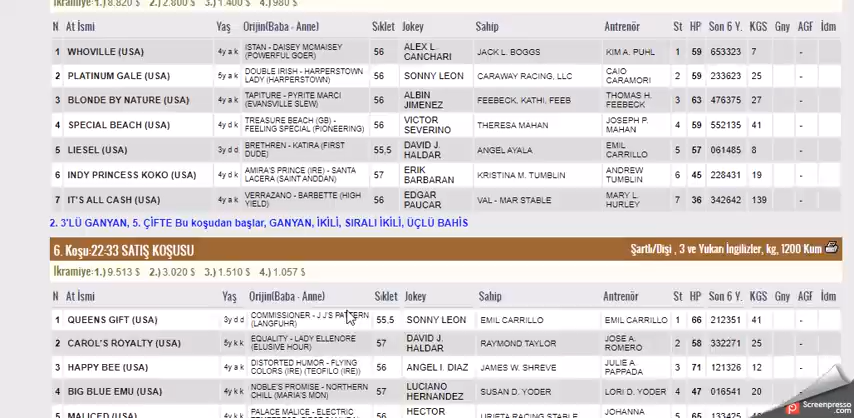 İkramiye:1.) 8.820 $ 2.) 2.800 $ 3.) 1.400 $ 4.) 980 $
N At İsmi Yaş Orijin(Baba - Anne) Sıklet Jokey Sahip Antrenör St HP Son 6 Y. KGS Gny AGF İdm
1 WHOVILLE (USA) 4y a k ISTAN - DAISEY MCMAISEY (POWERFUL GOER) 56 ALEX L. CANCHARI JACK L. BOGGS KIM A. PUHL 1 59 653323 7 -
2 PLATINUM GALE (USA) 5y a k DOUBLE IRISH - HARPERSTOWN LADY (HARPERSTOWN) 56 SONNY LEON CARAWAY RACING, LLC CAIO CARAMORI 2 59 233623 25 -
3 BLONDE BY NATURE (USA) 4y a k TAPITURE - PYRITE MARCI (EVANSVILLE SLEW) 56 ALBIN JIMENEZ FEEBECK, KATHI, FEEB THOMAS H. FEEBECK 3 63 476375 27 -
4 SPECIAL BEACH (USA) 4y d k TREASURE BEACH (GB) - FEELING SPECIAL (PIONEERING) 56 VICTOR SEVERINO THERESA MAHAN JOSEPH P. MAHAN 4 59 552135 41 -
5 LIESEL (USA) 3y d d BRETHREN - KATIRA (FIRST DUDE) 55,5 DAVID J. HALDAR ANGEL AYALA EMIL CARRILLO 5 57 061485 8 -
6 INDY PRINCESS KOKO (USA) 4y d k AMIRA'S PRINCE (IRE) - SANTA LACERA (SAINT ANDDAN) 57 ERIK BARBARAN KRISTINA M. TUMBLIN ANDREW TUMBLIN 6 45 228431 19 -
7 IT'S ALL CASH (USA) 4y a k VERRAZANO - BARBETTE (HIGH YIELD) 56 EDGAR PAUCAR VAL - MAR STABLE MARY L. HURLEY 7 36 342642 139 -
2. 3'LÜ GANYAN, 5. ÇİFTE Bu koşudan başlar, GANYAN, İKİLİ, SIRALI İKİLİ, ÜÇLÜ BAHİS
6. Koşu:22:33 SATIŞ KOŞUSU Şartlı/Dişi , 3 ve Yukarı İngilizler, kg, 1200 Kum
İkramiye:1.) 9.513 $ 2.) 3.020 $ 3.) 1.510 $ 4.) 1.057 $
N At İsmi Yaş Orijin(Baba - Anne) Sıklet Jokey Sahip Antrenör St HP Son 6 Y. KGS Gny AGF İdm
1 QUEENS GIFT (USA) 3y d d COMMISSIONER - J J'S PATTERN (LANGFUHR) 55,5 SONNY LEON EMIL CARRILLO EMIL CARRILLO 1 66 212351 41 -
2 CAROL'S ROYALTY (USA) 5y k k EQUALITY - LADY ELLENORE (ELUSIVE HOUR) 57 DAVID J. HALDAR RAYMOND TAYLOR JOSE A. ROMERO 2 58 332271 25 -
3 HAPPY BEE (USA) 4y a k DISTORTED HUMOR - FLYING COLORS (IRE) (TEOFILO (IRE)) 56 ANGEL I. DIAZ JAMES W. SHREVE JULIE A. PAPPADA 3 71 121326 12 -
4 BIG BLUE EMU (USA) 4y k k NOBLE'S PROMISE - NORTHERN CHILL (MARIA'S MON) 57 LUCIANO HERNANDEZ SUSAN D. YODER LORI D. YODER 4 47 016541 20 -
5 MALICED (USA) 4y k k PALACE MALICE - ELECTRIC HECTOR STABLE JOHANNA 5 65
Screenpresso.com